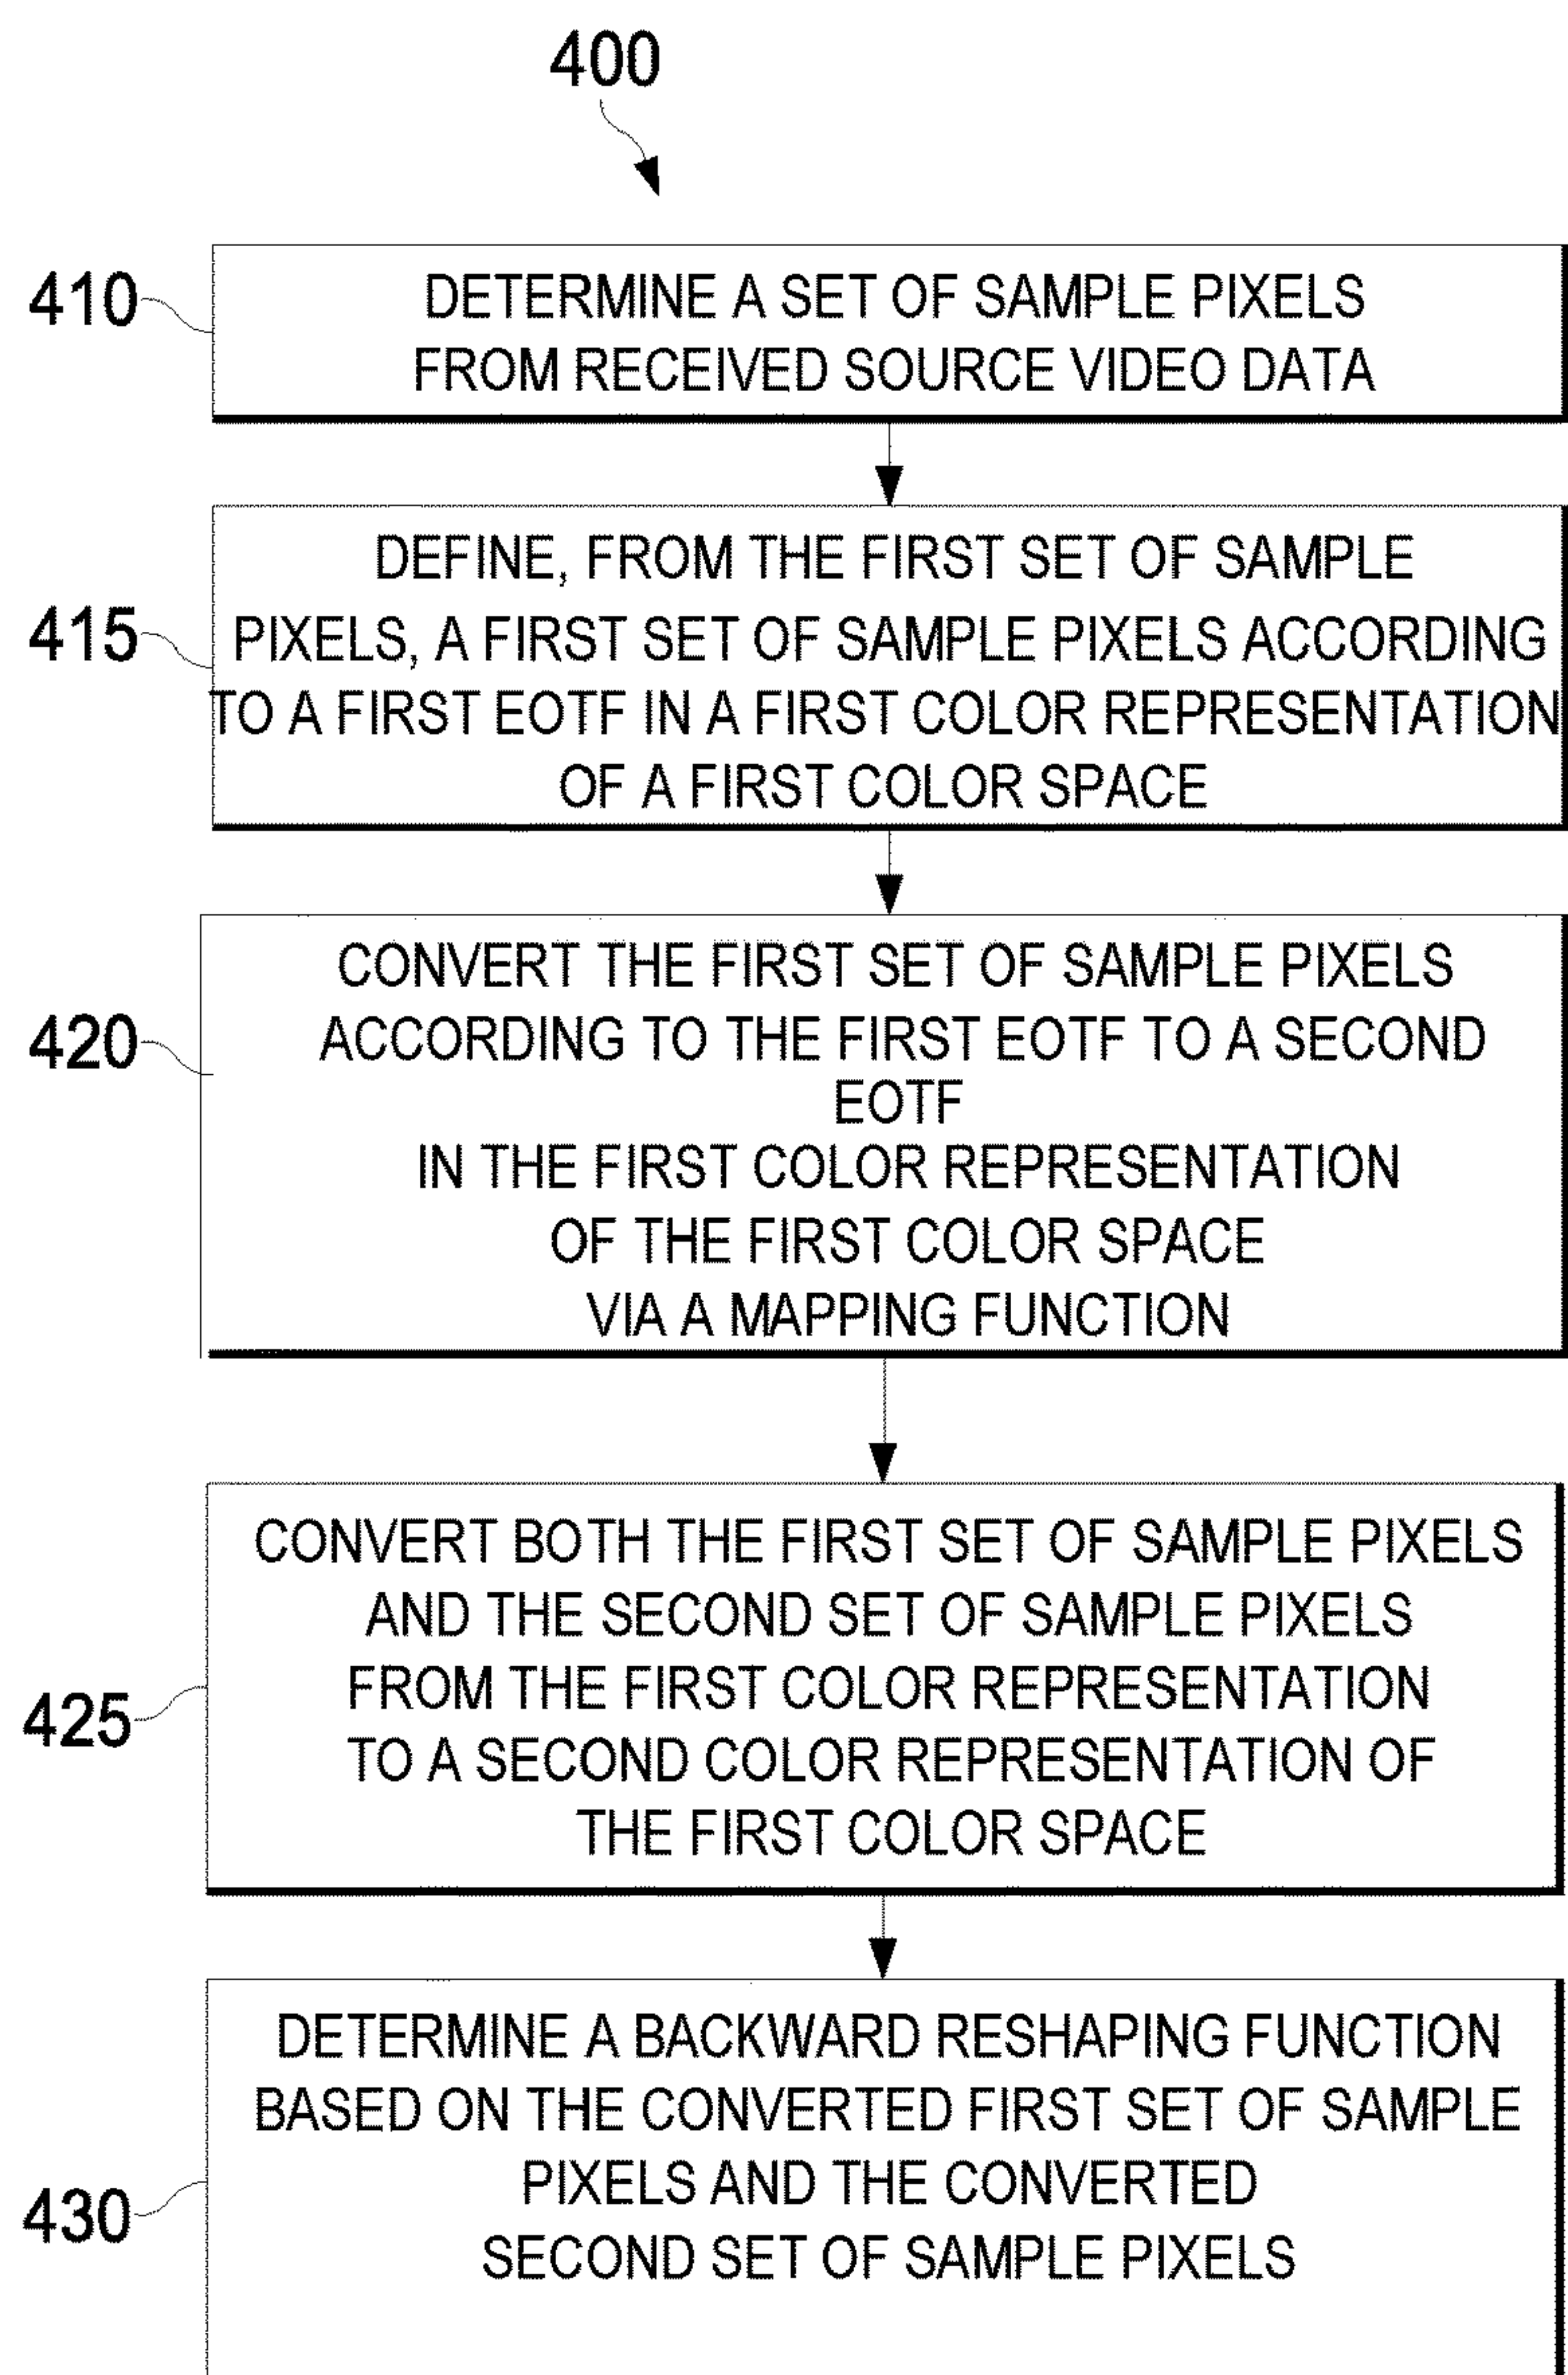 400
410
DETERMINE A SET OF SAMPLE PIXELS
FROM RECEIVED SOURCE VIDEO DATA
415
DEFINE, FROM THE FIRST SET OF SAMPLE
PIXELS, A FIRST SET OF SAMPLE PIXELS ACCORDING
TO A FIRST EOTF IN A FIRST COLOR REPRESENTATION
OF A FIRST COLOR SPACE
420
CONVERT THE FIRST SET OF SAMPLE PIXELS
ACCORDING TO THE FIRST EOTF TO A SECOND
EOTF
IN THE FIRST COLOR REPRESENTATION
OF THE FIRST COLOR SPACE
VIA A MAPPING FUNCTION
425
CONVERT BOTH THE FIRST SET OF SAMPLE PIXELS
AND THE SECOND SET OF SAMPLE PIXELS
FROM THE FIRST COLOR REPRESENTATION
TO A SECOND COLOR REPRESENTATION OF
THE FIRST COLOR SPACE
430
DETERMINE A BACKWARD RESHAPING FUNCTION
BASED ON THE CONVERTED FIRST SET OF SAMPLE
PIXELS AND THE CONVERTED
SECOND SET OF SAMPLE PIXELS